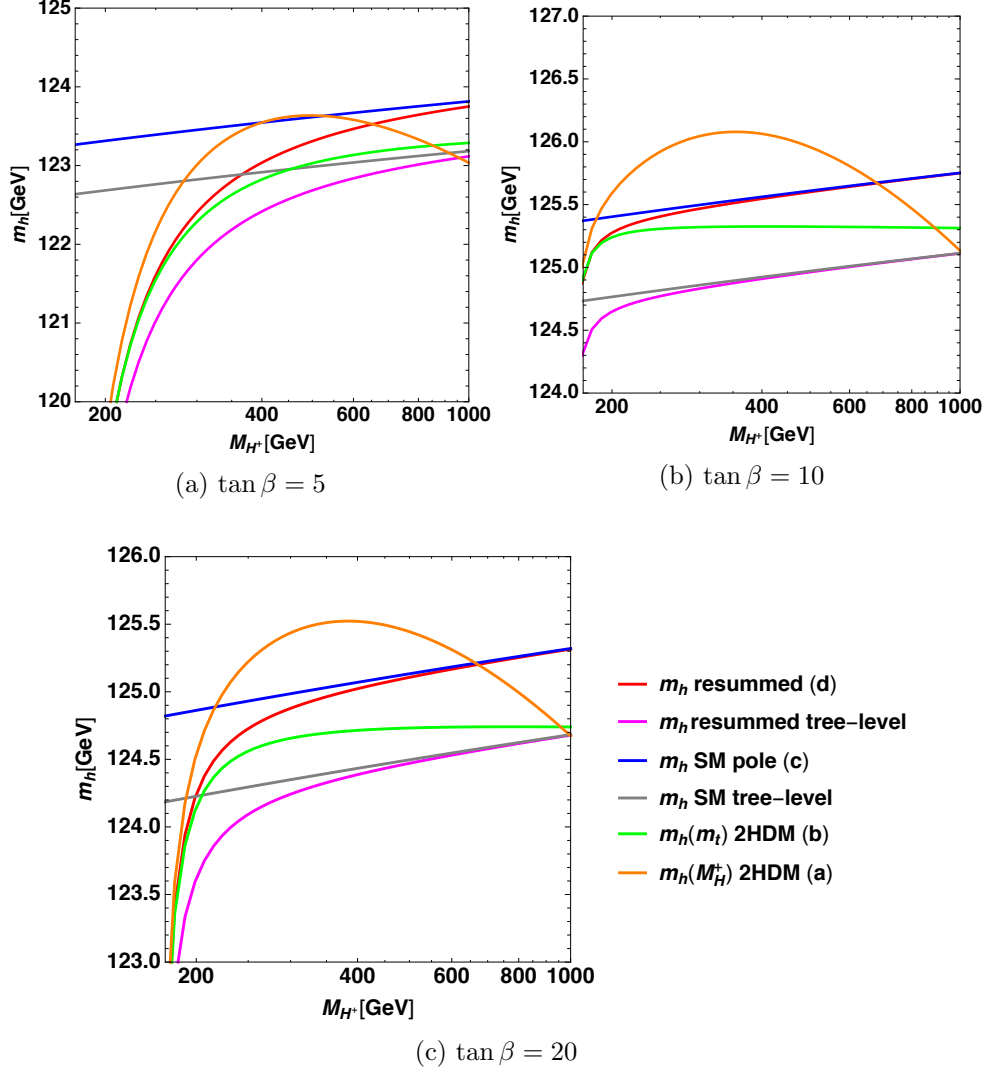 125
124
123
122
121
120
m_h[GeV]
200 400 600 1000
M_{H^+}[GeV]
(a) tan β = 5
127.0
126.5
126.0
125.5
125.0
124.5
124.0
m_h[GeV]
200 400 600 800 1000
M_{H^+}[GeV]
(b) tan β = 10
126.0
125.5
125.0
124.5
124.0
123.5
123.0
m_h[GeV]
200 400 600 800 1000
M_{H^+}[GeV]
(c) tan β = 20
m_h resummed (d)
m_h resummed tree−level
m_h SM pole (c)
m_h SM tree−level
m_h(m_t) 2HDM (b)
m_h(M_H^+) 2HDM (a)